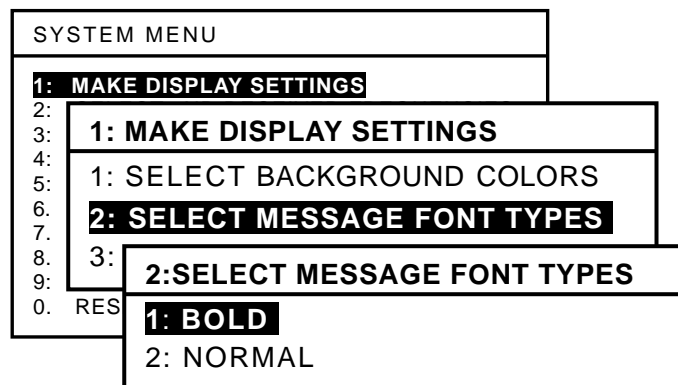 SYSTEM MENU
1: MAKE DISPLAY SETTINGS
2:
3:
4:
5:
6.
7.
8.
9:
0. RES
1: MAKE DISPLAY SETTINGS
1: SELECT BACKGROUND COLORS
2: SELECT MESSAGE FONT TYPES
3:
2:SELECT MESSAGE FONT TYPES
1: BOLD
2: NORMAL